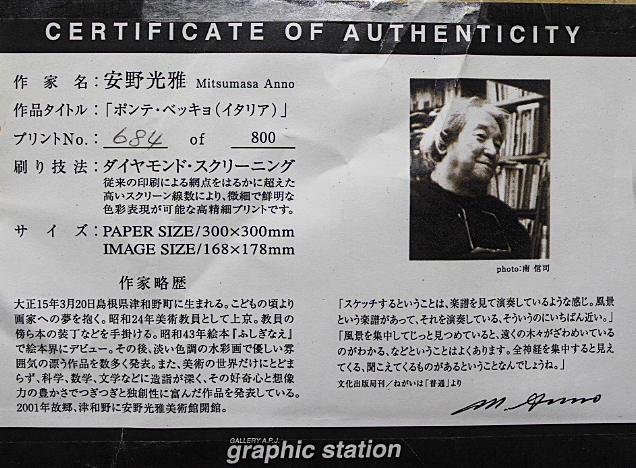 CERTIFICATE OF AUTHENTICITY
作家名:安野光雅 Mitsumasa Anno
作品タイトル:「ポンテ・ベッキョ(イタリア)」
プリントNo.: 684 of 800
刷り技法:ダイヤモンド・スクリーニング
従来の印刷による網点をはるかに超えた
高いスクリーン線数により、微細で鮮明な
色彩表現が可能な高精細プリントです。
サイズ:PAPER SIZE/300×300mm
IMAGE SIZE/168×178mm
作家略歴
大正15年3月20日島根県津和野町に生まれる。こどもの頃より
画家への夢を抱く。昭和24年美術教員として上京。教員の
傍ら本の装丁などを手掛ける。昭和43年絵本『ふしぎなえ』
で絵本界にデビュー。その後、淡い色調の水彩画で優しい雰
囲気の漂う作品を数多く発表。また、美術の世界だけにとどま
らず、科学、数学、文学などに造詣が深く、その好奇心と想像
力の豊かさでつぎつぎと独創性に富んだ作品を発表している。
2001年故郷、津和野に安野光雅美術館開館。
photo:南 信司
「スケッチするということは、楽譜を見て演奏しているような感じ。風景
という楽譜があって、それを演奏している、そういうのにいちばん近い。」
「風景を集中してじっと見つめていると、遠くの木々がざわめいている
のがわかる、などということはよくあります。全神経を集中すると見え
てくる、聞こえてくるものがあるということなんでしょうね。」
文化出版局刊/ねがいは「普通」より
M. Anno
GALLERY A.P.J.
graphic station